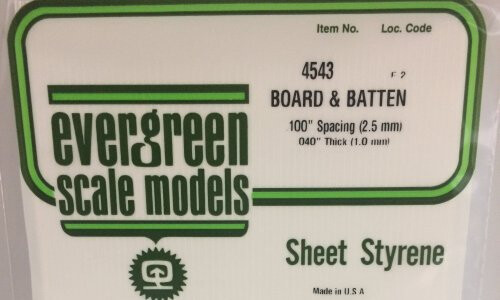 Item No. Loc. Code
4543 F 2
BOARD & BATTEN
.100" Spacing (2.5 mm)
.040" Thick (1.0 mm)
evergreen
scale models
Sheet Styrene
Made in U.S.A